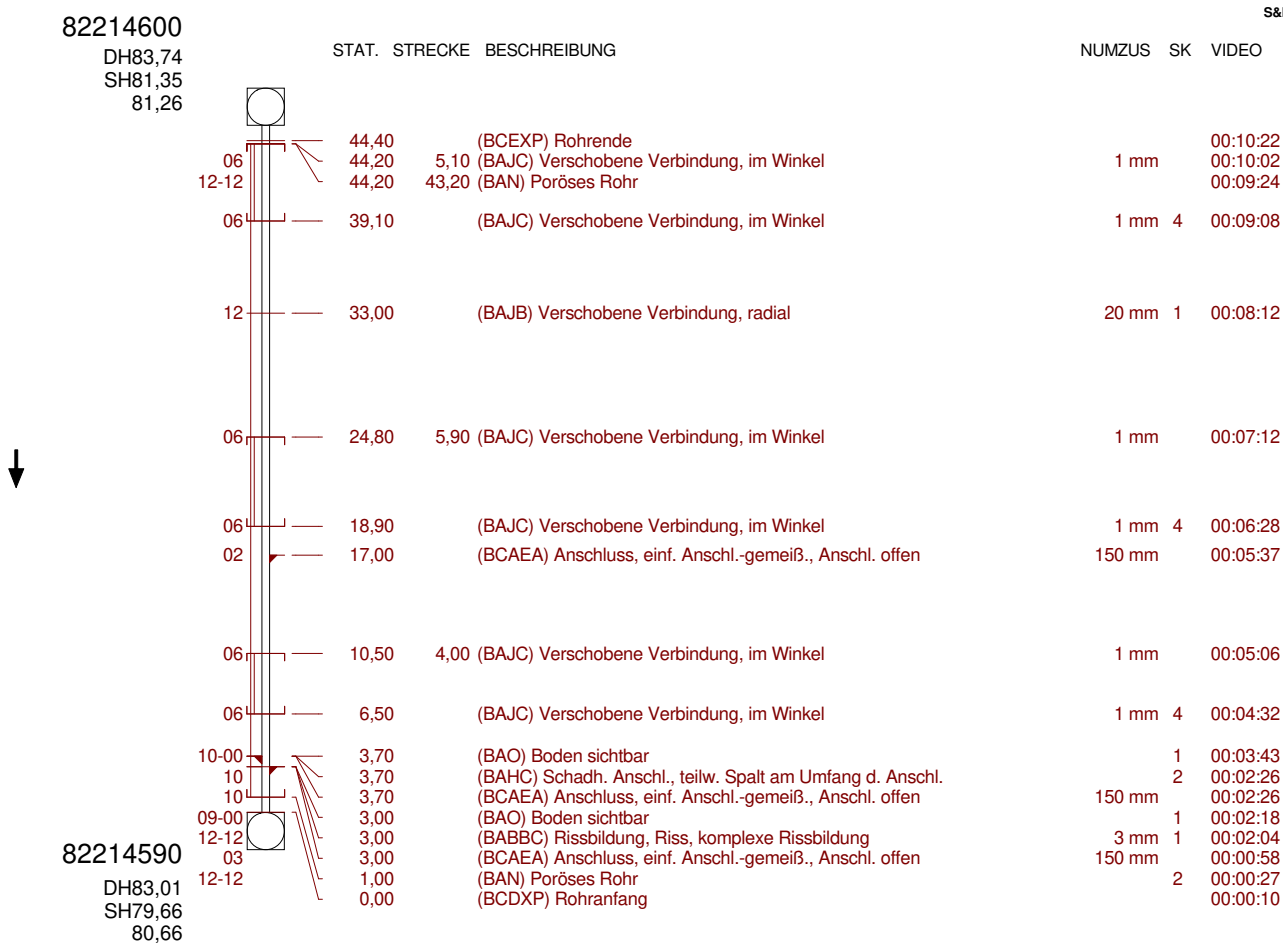 S&
82214600
DH83,74
SH81,35
81,26
STAT. STRECKE BESCHREIBUNG NUMZUS SK VIDEO
44,40 (BCEXP) Rohrende 00:10:22
06 44,20 5,10 (BAJC) Verschobene Verbindung, im Winkel 1 mm 00:10:02
12-12 44,20 43,20 (BAN) Poröses Rohr 00:09:24
06 39,10 (BAJC) Verschobene Verbindung, im Winkel 1 mm 4 00:09:08
12 33,00 (BAJB) Verschobene Verbindung, radial 20 mm 1 00:08:12
06 24,80 5,90 (BAJC) Verschobene Verbindung, im Winkel 1 mm 00:07:12
06 18,90 (BAJC) Verschobene Verbindung, im Winkel 1 mm 4 00:06:28
02 17,00 (BCAEA) Anschluss, einf. Anschl.-gemeiß., Anschl. offen 150 mm 00:05:37
06 10,50 4,00 (BAJC) Verschobene Verbindung, im Winkel 1 mm 00:05:06
06 6,50 (BAJC) Verschobene Verbindung, im Winkel 1 mm 4 00:04:32
10-00 3,70 (BAO) Boden sichtbar 1 00:03:43
10 3,70 (BAHC) Schadh. Anschl., teilw. Spalt am Umfang d. Anschl. 2 00:02:26
10 3,70 (BCAEA) Anschluss, einf. Anschl.-gemeiß., Anschl. offen 150 mm 00:02:26
09-00 3,00 (BAO) Boden sichtbar 1 00:02:18
12-12 3,00 (BABBC) Rissbildung, Riss, komplexe Rissbildung 3 mm 1 00:02:04
03 3,00 (BCAEA) Anschluss, einf. Anschl.-gemeiß., Anschl. offen 150 mm 00:00:58
12-12 1,00 (BAN) Poröses Rohr 2 00:00:27
0,00 (BCDXP) Rohranfang 00:00:10
82214590
DH83,01
SH79,66
80,66